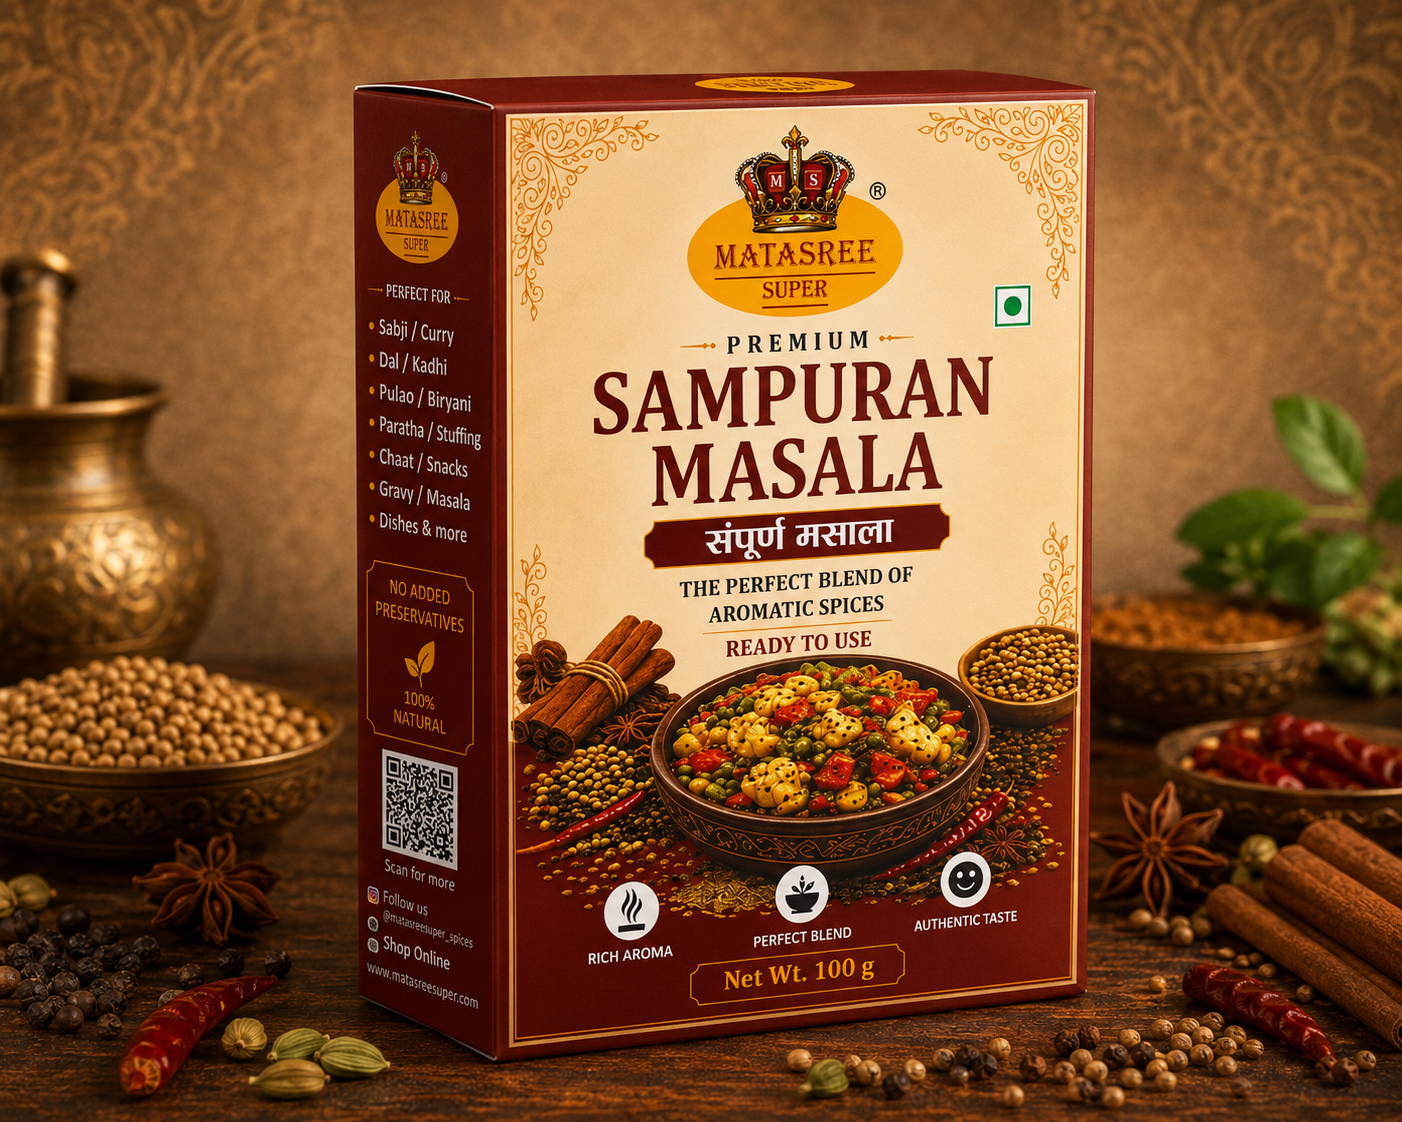 M S
®
MATASREE
SUPER
PERFECT FOR
Sabji / Curry
Dal / Kadhi
Pulao / Biryani
Paratha / Stuffing
Chaat / Snacks
Gravy / Masala
Dishes & more
NO ADDED
PRESERVATIVES
100%
NATURAL
Scan for more
Follow us
@matasreesuper_spices
Shop Online
www.matasreesuper.com
M S
®
MATASREE
SUPER
PREMIUM
SAMPURAN
MASALA
संपूर्ण मसाला
THE PERFECT BLEND OF
AROMATIC SPICES
READY TO USE
RICH AROMA
PERFECT BLEND
AUTHENTIC TASTE
Net Wt. 100 g